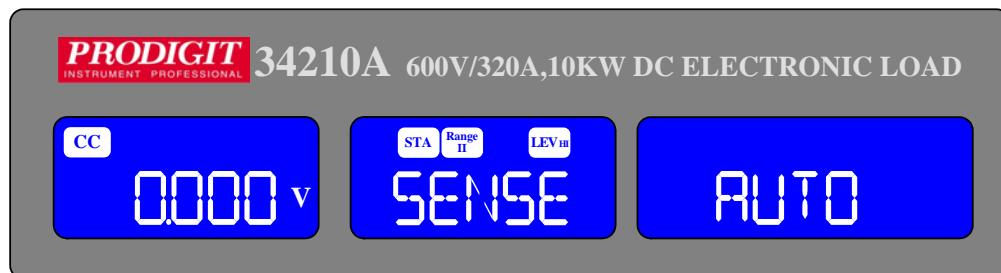 PRODIGIT
INSTRUMENT PROFESSIONAL
34210A 600V/320A,10KW DC ELECTRONIC LOAD
CC
0.000 V
STA Range II LEV HI
SENSE
AUTO